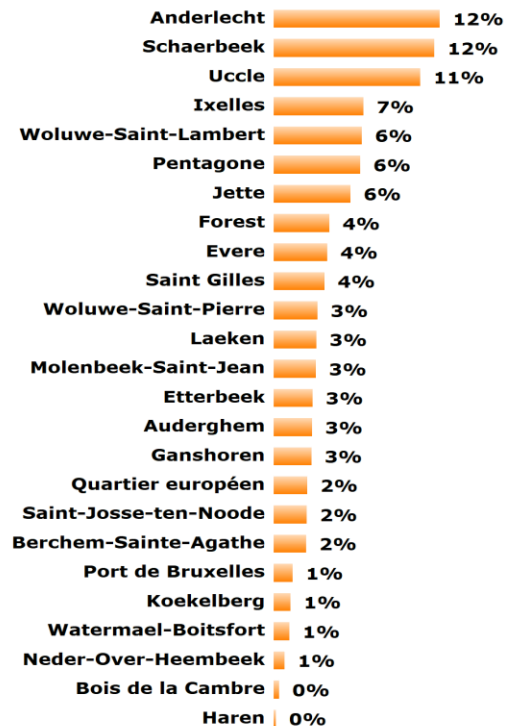 Anderlecht 12%
Schaerbeek 12%
Uccle 11%
Ixelles 7%
Woluwe-Saint-Lambert 6%
Pentagone 6%
Jette 6%
Forest 4%
Evere 4%
Saint Gilles 4%
Woluwe-Saint-Pierre 3%
Laeken 3%
Molenbeek-Saint-Jean 3%
Etterbeek 3%
Auderghem 3%
Ganshoren 3%
Quartier européen 2%
Saint-Josse-ten-Noode 2%
Berchem-Sainte-Agathe 2%
Port de Bruxelles 1%
Koekelberg 1%
Watermael-Boitsfort 1%
Neder-Over-Heembeek 1%
Bois de la Cambre 0%
Haren 0%